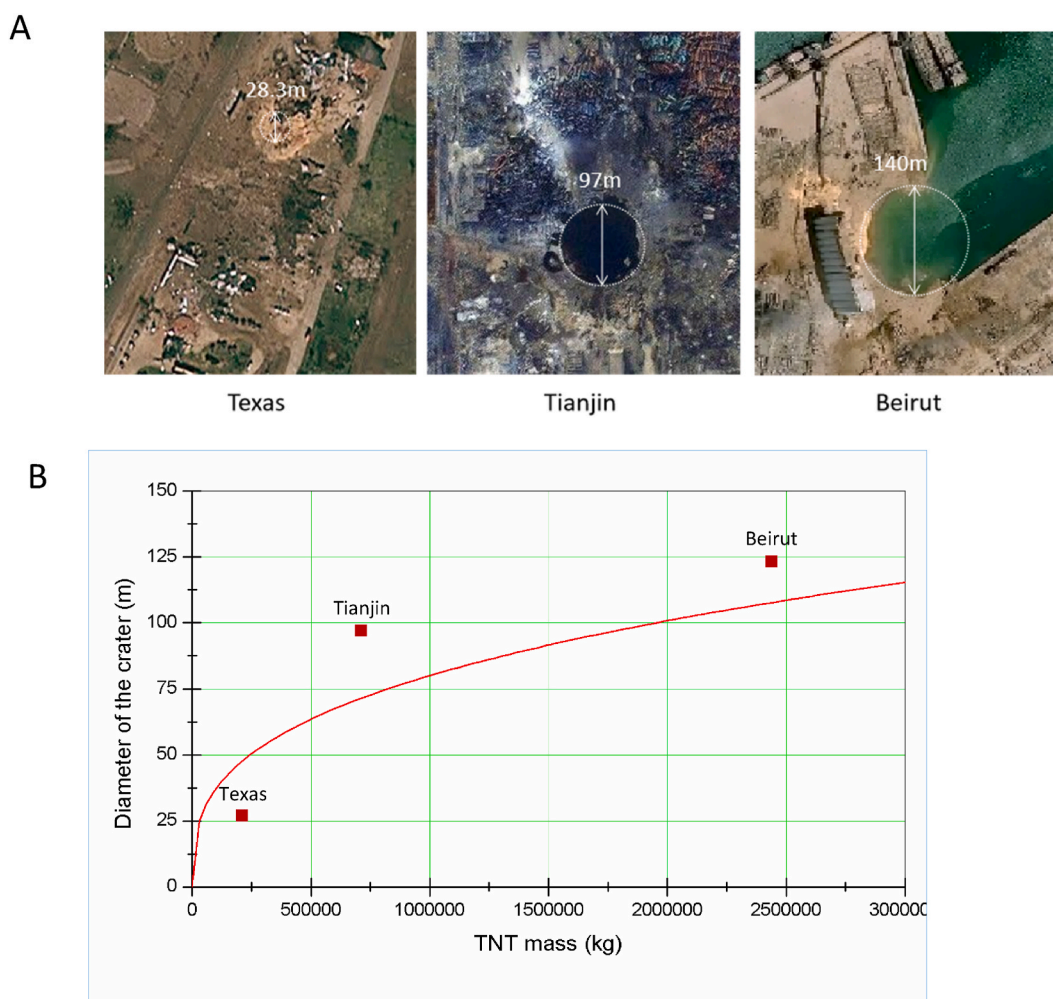 A
28.3m
97m
140m
Texas
Tianjin
Beirut
B
150
125
100
75
50
25
0
Diameter of the crater (m)
Beirut
Tianjin
Texas
0
500000
1000000
1500000
2000000
2500000
300000
TNT mass (kg)